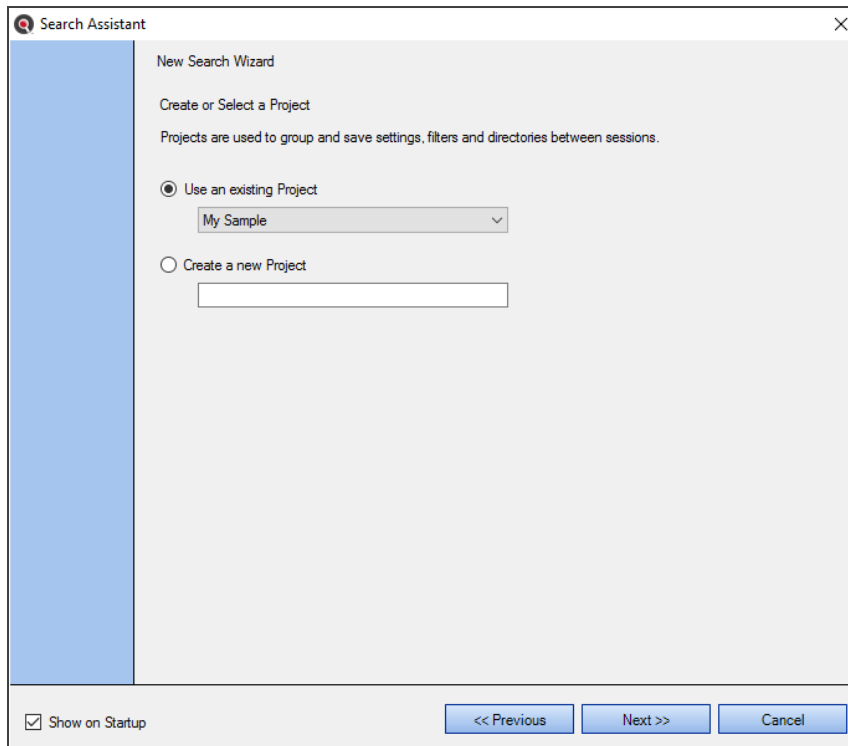 Search Assistant
New Search Wizard
Create or Select a Project
Projects are used to group and save settings, filters and directories between sessions.
Use an existing Project
My Sample
Create a new Project
Show on Startup
<< Previous
Next >>
Cancel